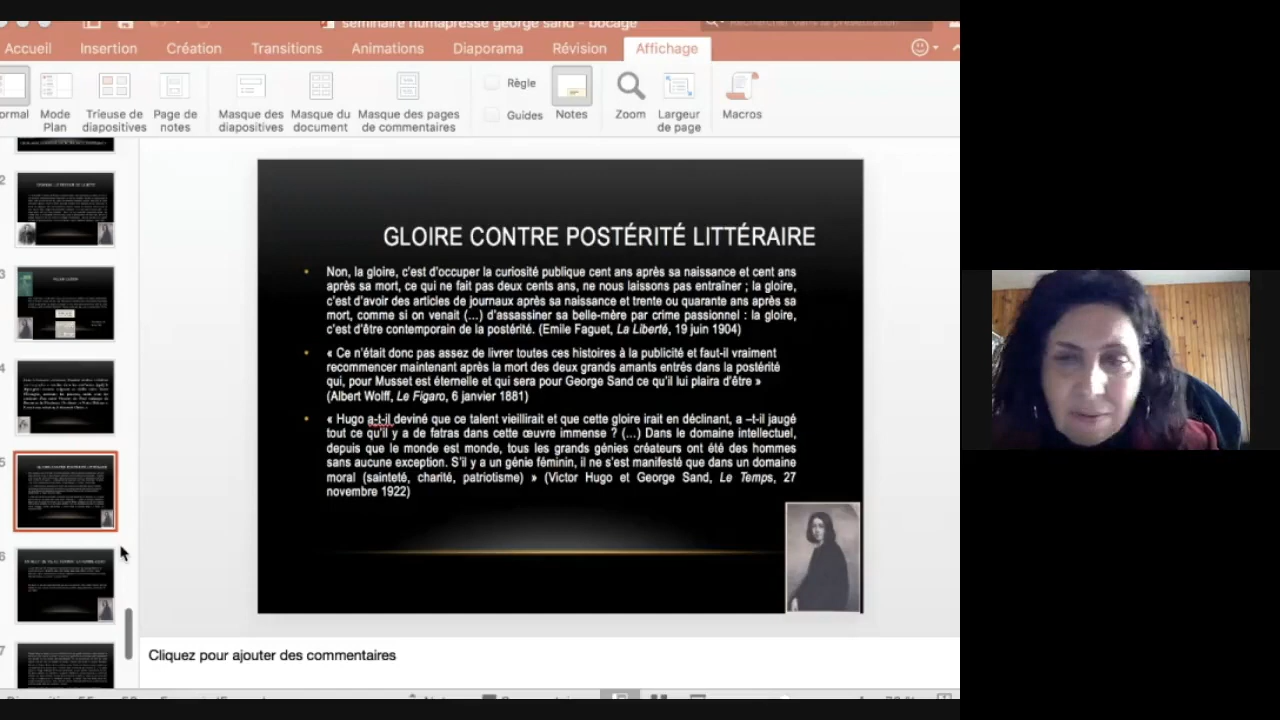 seminaire numapresse george sand - bocage
Rechercher dans la présentation
Accueil Insertion Création Transitions Animations Diaporama Révision Affichage
Règle
Guides
Mode Plan
Trieuse de diapositives
Page de notes
Masque des diapositives
Masque du document
Masque des pages de commentaires
Notes
Zoom
Largeur de page
Macros
2
3
4
5
6
7
GLOIRE CONTRE POSTÉRITÉ LITTÉRAIRE
Non, la gloire, c'est d'occuper la curiosité publique cent ans après sa naissance et cent ans
après sa mort, ce qui ne fait pas deux cents ans, ne nous laissons pas entraîner ; la gloire,
c'est d'avoir des articles de journaux après sa naissance et trente ou quarante ans après sa
mort, comme si on venait (...) d'assassiner sa belle-mère par crime passionnel : la gloire,
c'est d'être contemporain de la postérité. (Emile Faguet, La Liberté, 19 juin 1904)
« Ce n'était donc pas assez de livrer toutes ces histoires à la publicité et faut-il vraiment
recommencer maintenant après la mort des deux grands amants entrés dans la postérité
qui, pour Musset est éternelle et qui sera pour George Sand ce qu'il lui plaira d'être »
(Albert Wolff, Le Figaro, 6 janvier 1881)
« Hugo a-t-il deviné que ce talent vieillirait et que cette gloire irait en déclinant, a –t-il jaugé
tout ce qu'il y a de fatras dans cette œuvre immense ? (...) Dans le domaine intellectuel,
depuis que le monde est monde, tous les grands génies créateurs ont été des hommes
sans aucune exception. S'il y a un génie féminin, il ne s'est manifesté que dans un domaine
moral (sainteté, charité, patriotisme) » (Victor Hugo et George Sand, Le Temps, 27
novembre 1922)
Cliquez pour ajouter des commentaires